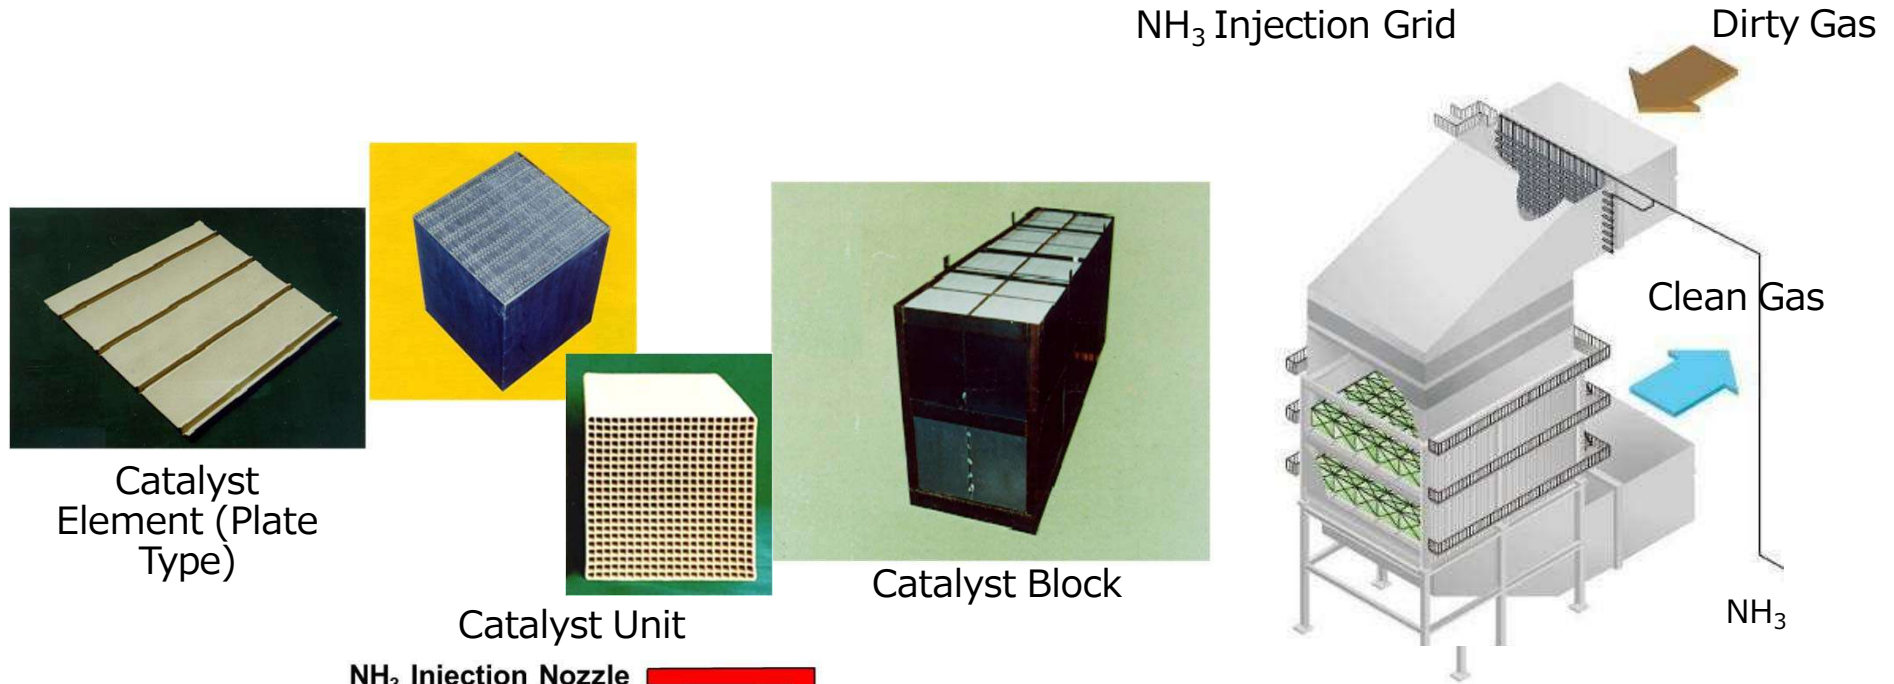 NH₃ Injection Grid
Dirty Gas
Clean Gas
Catalyst
Element (Plate
Type)
Catalyst Block
Catalyst Unit
NH₃
NH₃ Injection Nozzle